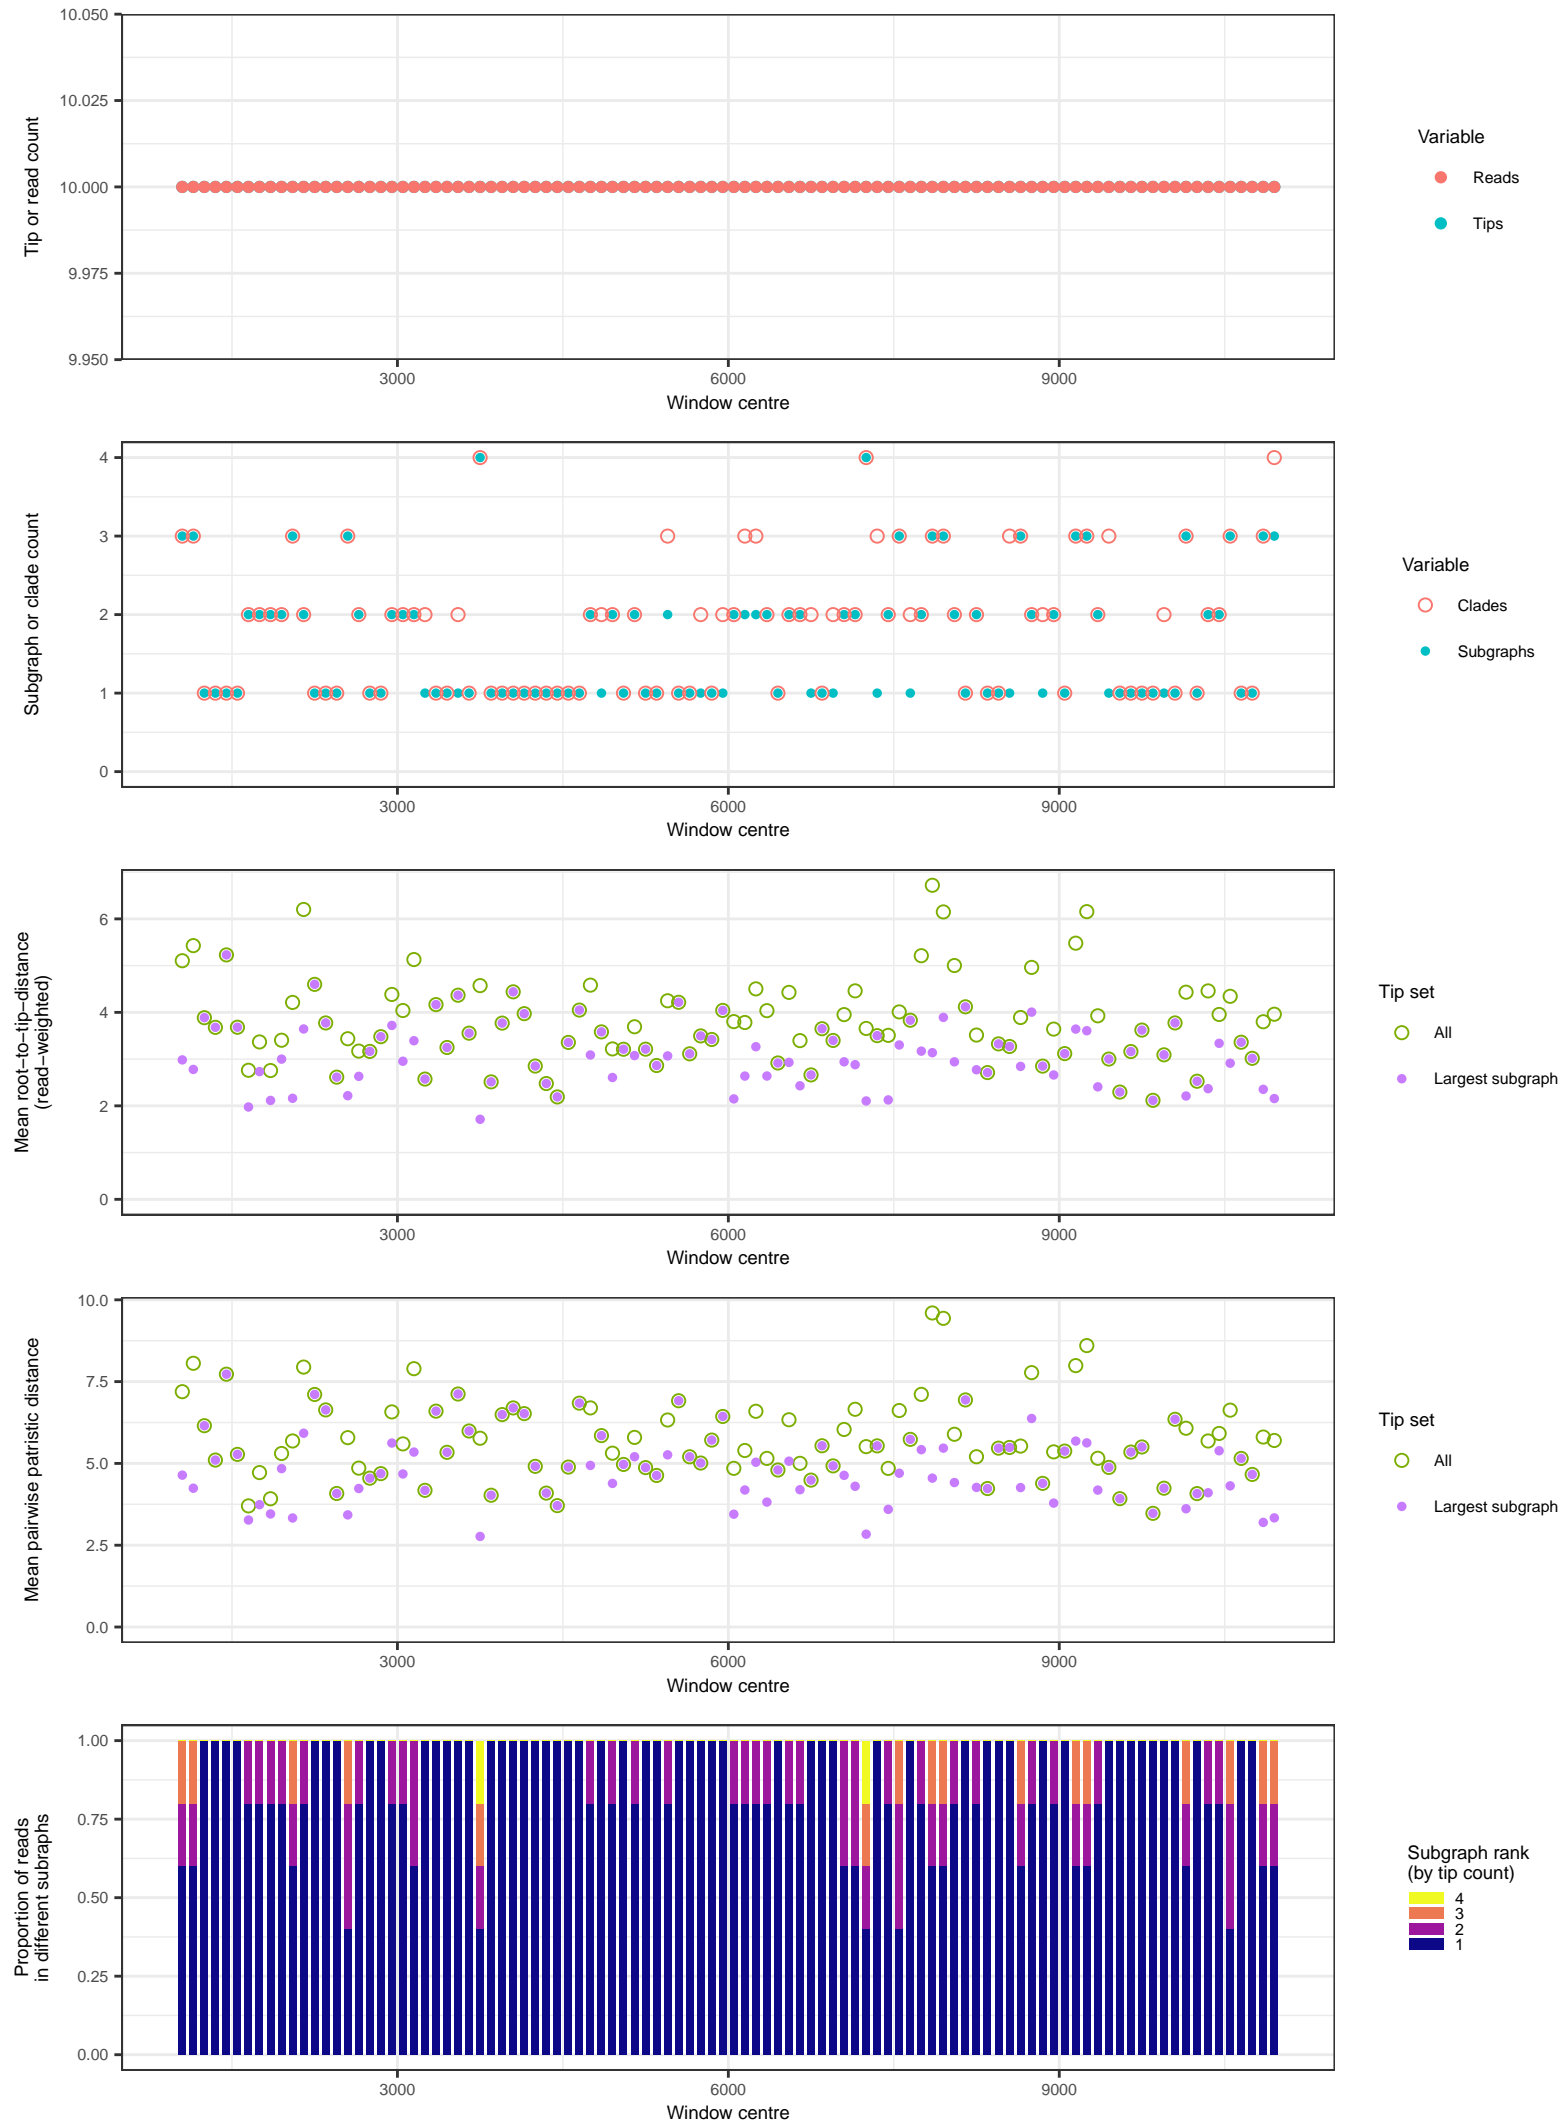 10.050
10.025
10.000
9.975
9.950
Tip or read count
3000
6000
9000
Window centre
Variable
Reads
Tips
4
3
2
1
0
Subgraph or clade count
3000
6000
9000
Window centre
Variable
Clades
Subgraphs
6
4
2
0
Mean root−to−tip−distance
(read−weighted)
3000
6000
9000
Window centre
Tip set
All
Largest subgraph
10.0
7.5
5.0
2.5
0.0
Mean pairwise patristic distance
3000
6000
9000
Window centre
Tip set
All
Largest subgraph
1.00
0.75
0.50
0.25
0.00
Proportion of reads
in different subraphs
3000
6000
9000
Window centre
Subgraph rank
(by tip count)
4
3
2
1